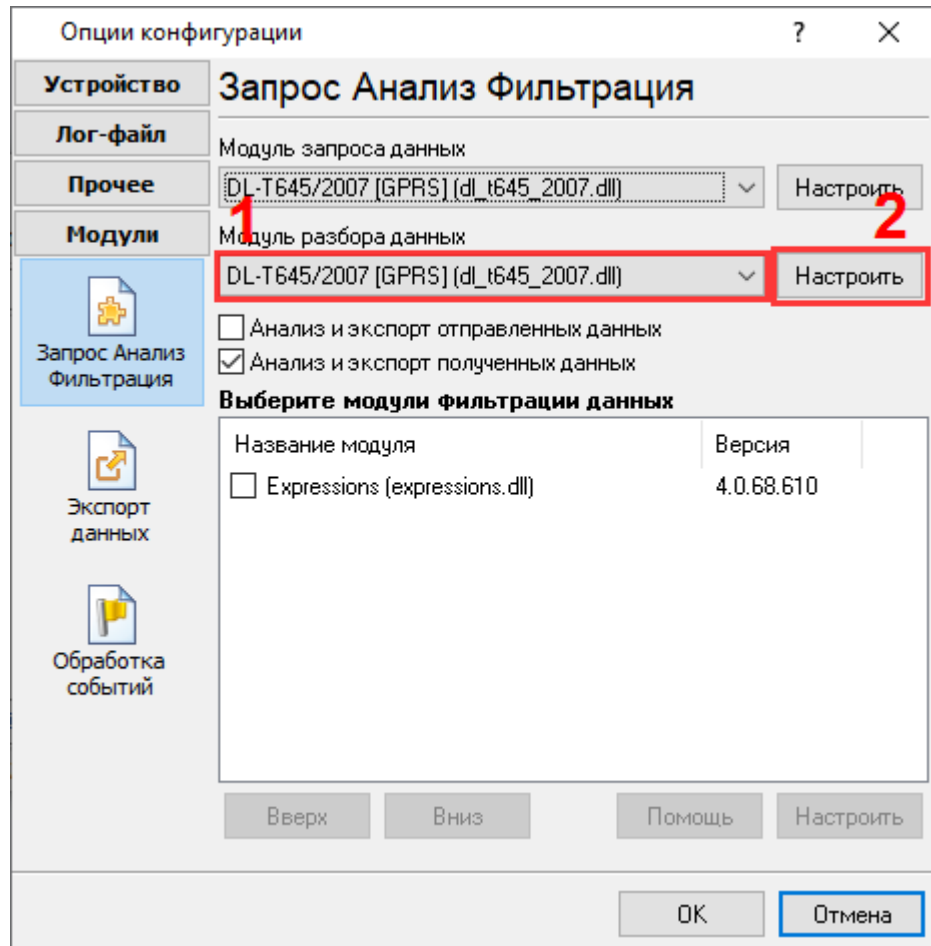 Опции конфигурации ? ×
Устройство
Лог-файл
Прочее
Модули
Запрос Анализ
Фильтрация
Экспорт
данных
Обработка
событий
Запрос Анализ Фильтрация
Модуль запроса данных
DL-T645/2007 [GPRS] (dl_t645_2007.dll) Настроить
1 2
Модуль разбора данных
DL-T645/2007 [GPRS] (dl_t645_2007.dll) Настроить
Анализ и экспорт отправленных данных
Анализ и экспорт полученных данных
Выберите модули фильтрации данных
Название модуля Версия
Expressions (expressions.dll) 4.0.68.610
Вверх Вниз Помощь Настроить
OK Отмена